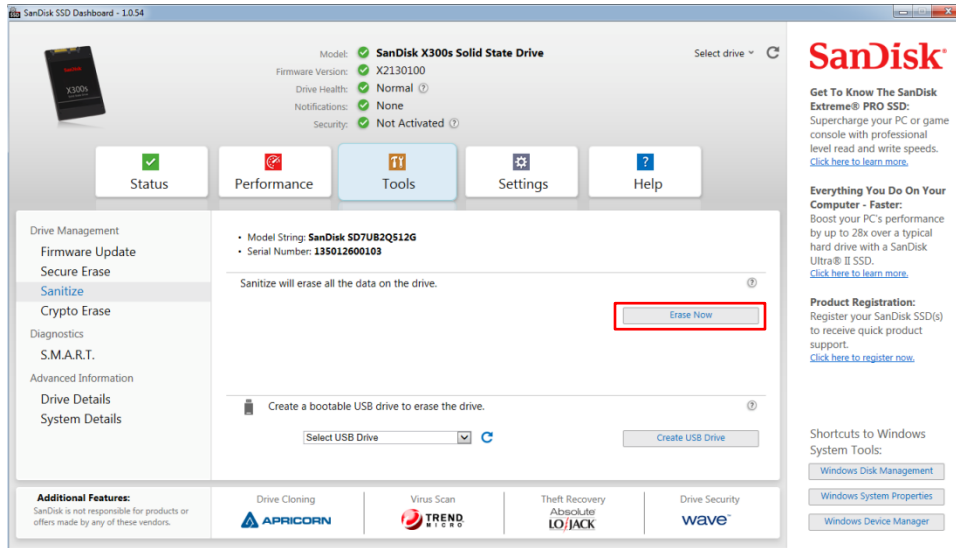 SanDisk SSD Dashboard - 1.0.54
SanDisk
X300s
Model: SanDisk X300s Solid State Drive
Firmware Version: X2130100
Drive Health: Normal
Notifications: None
Security: Not Activated
Select drive
Status
Performance
Tools
Settings
Help
Drive Management
Firmware Update
Secure Erase
Sanitize
Crypto Erase
Diagnostics
S.M.A.R.T.
Advanced Information
Drive Details
System Details
• Model String: SanDisk SD7UB2Q512G
• Serial Number: 135012600103
Sanitize will erase all the data on the drive.
Erase Now
Create a bootable USB drive to erase the drive.
Select USB Drive
Create USB Drive
Additional Features:
SanDisk is not responsible for products or
offers made by any of these vendors.
Drive Cloning
APRICORN
Virus Scan
TREND
MICRO
Theft Recovery
Absolute
LO/JACK
Drive Security
wave
SanDisk®
Get To Know The SanDisk
Extreme® PRO SSD:
Supercharge your PC or game
console with professional
level read and write speeds.
Click here to learn more.
Everything You Do On Your
Computer - Faster:
Boost your PC's performance
by up to 28x over a typical
hard drive with a SanDisk
Ultra® II SSD.
Click here to learn more.
Product Registration:
Register your SanDisk SSD(s)
to receive quick product
support.
Click here to register now.
Shortcuts to Windows
System Tools:
Windows Disk Management
Windows System Properties
Windows Device Manager